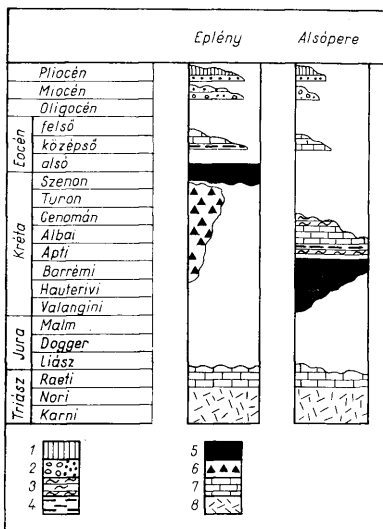 Eplény Alsópere
Pliocén
Miocén
Oligocén
Eocén
felső
középső
alsó
Kréta
Szenon
Turon
Cenomán
Albai
Apti
Barrémi
Hauterivi
Valangini
Jura
Malm
Dogger
Liász
Triász
Raeti
Nori
Karni
1 5
2 6
3 7
4 8